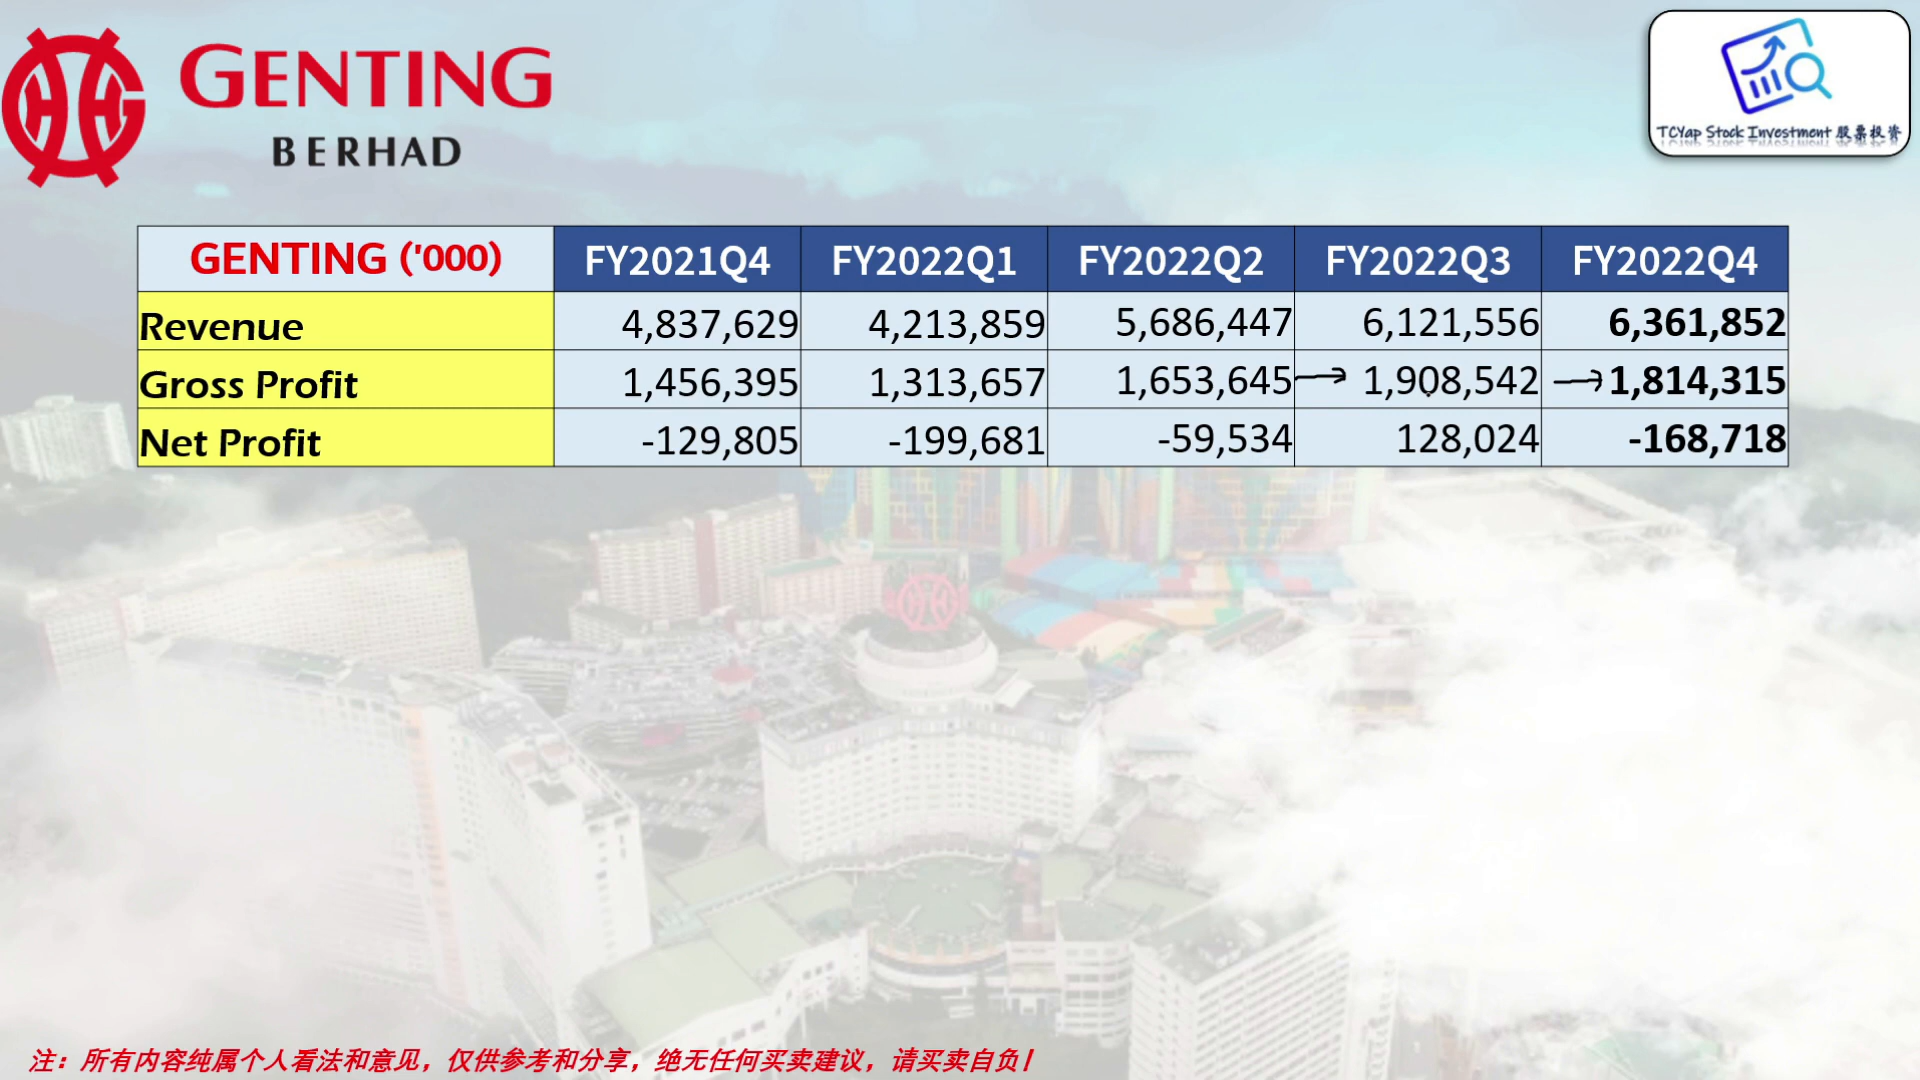 GENTING
BERHAD
TCYap Stock Investment 股票投资
GENTING ('000) FY2021Q4 FY2022Q1 FY2022Q2 FY2022Q3 FY2022Q4
Revenue 4,837,629 4,213,859 5,686,447 6,121,556 6,361,852
Gross Profit 1,456,395 1,313,657 1,653,645 1,908,542 1,814,315
Net Profit -129,805 -199,681 -59,534 128,024 -168,718
注：所有内容纯属个人看法和意见，仅供参考和分享，绝无任何买卖建议，请买卖自负！